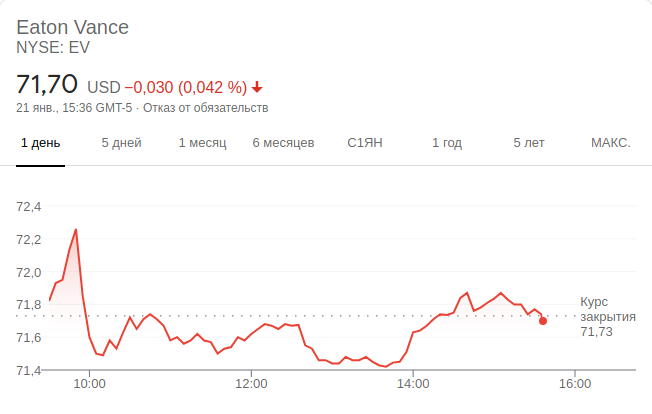 Eaton Vance
NYSE: EV
71,70 USD −0,030 (0,042 %)
21 янв., 15:36 GMT-5 · Отказ от обязательств
1 день 5 дней 1 месяц 6 месяцев С1ЯН 1 год 5 лет МАКС.
72,4
72,2
72,0
71,8
71,6
71,4
Курс
закрытия
71,73
10:00 12:00 14:00 16:00